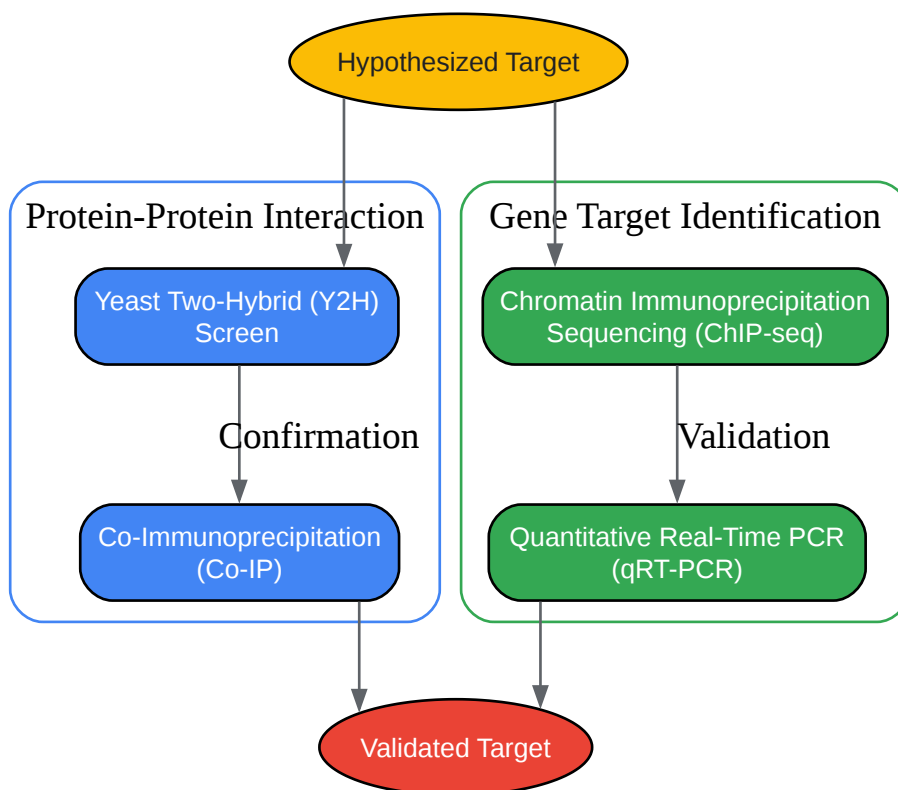 Hypothesized Target
Protein-Protein Interaction
Yeast Two-Hybrid (Y2H)
Screen
Confirmation
Co-Immunoprecipitation
(Co-IP)
Gene Target Identification
Chromatin Immunoprecipitation
Sequencing (ChIP-seq)
Validation
Quantitative Real-Time PCR
(qRT-PCR)
Validated Target